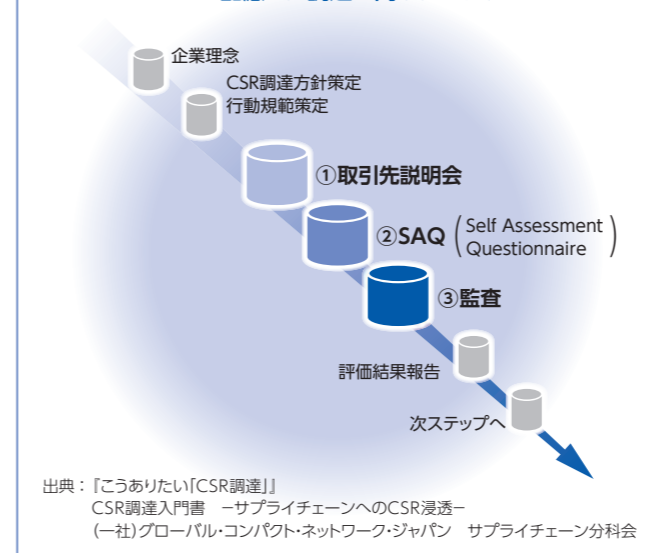 企業理念
CSR調達方針策定
行動規範策定
①取引先説明会
②SAQ (Self Assessment
Questionnaire)
③監査
評価結果報告
次ステップへ
出典：『こうありたい「CSR調達」』
CSR調達入門書　−サプライチェーンへのCSR浸透−
(一社)グローバル・コンパクト・ネットワーク・ジャパン　サプライチェーン分科会